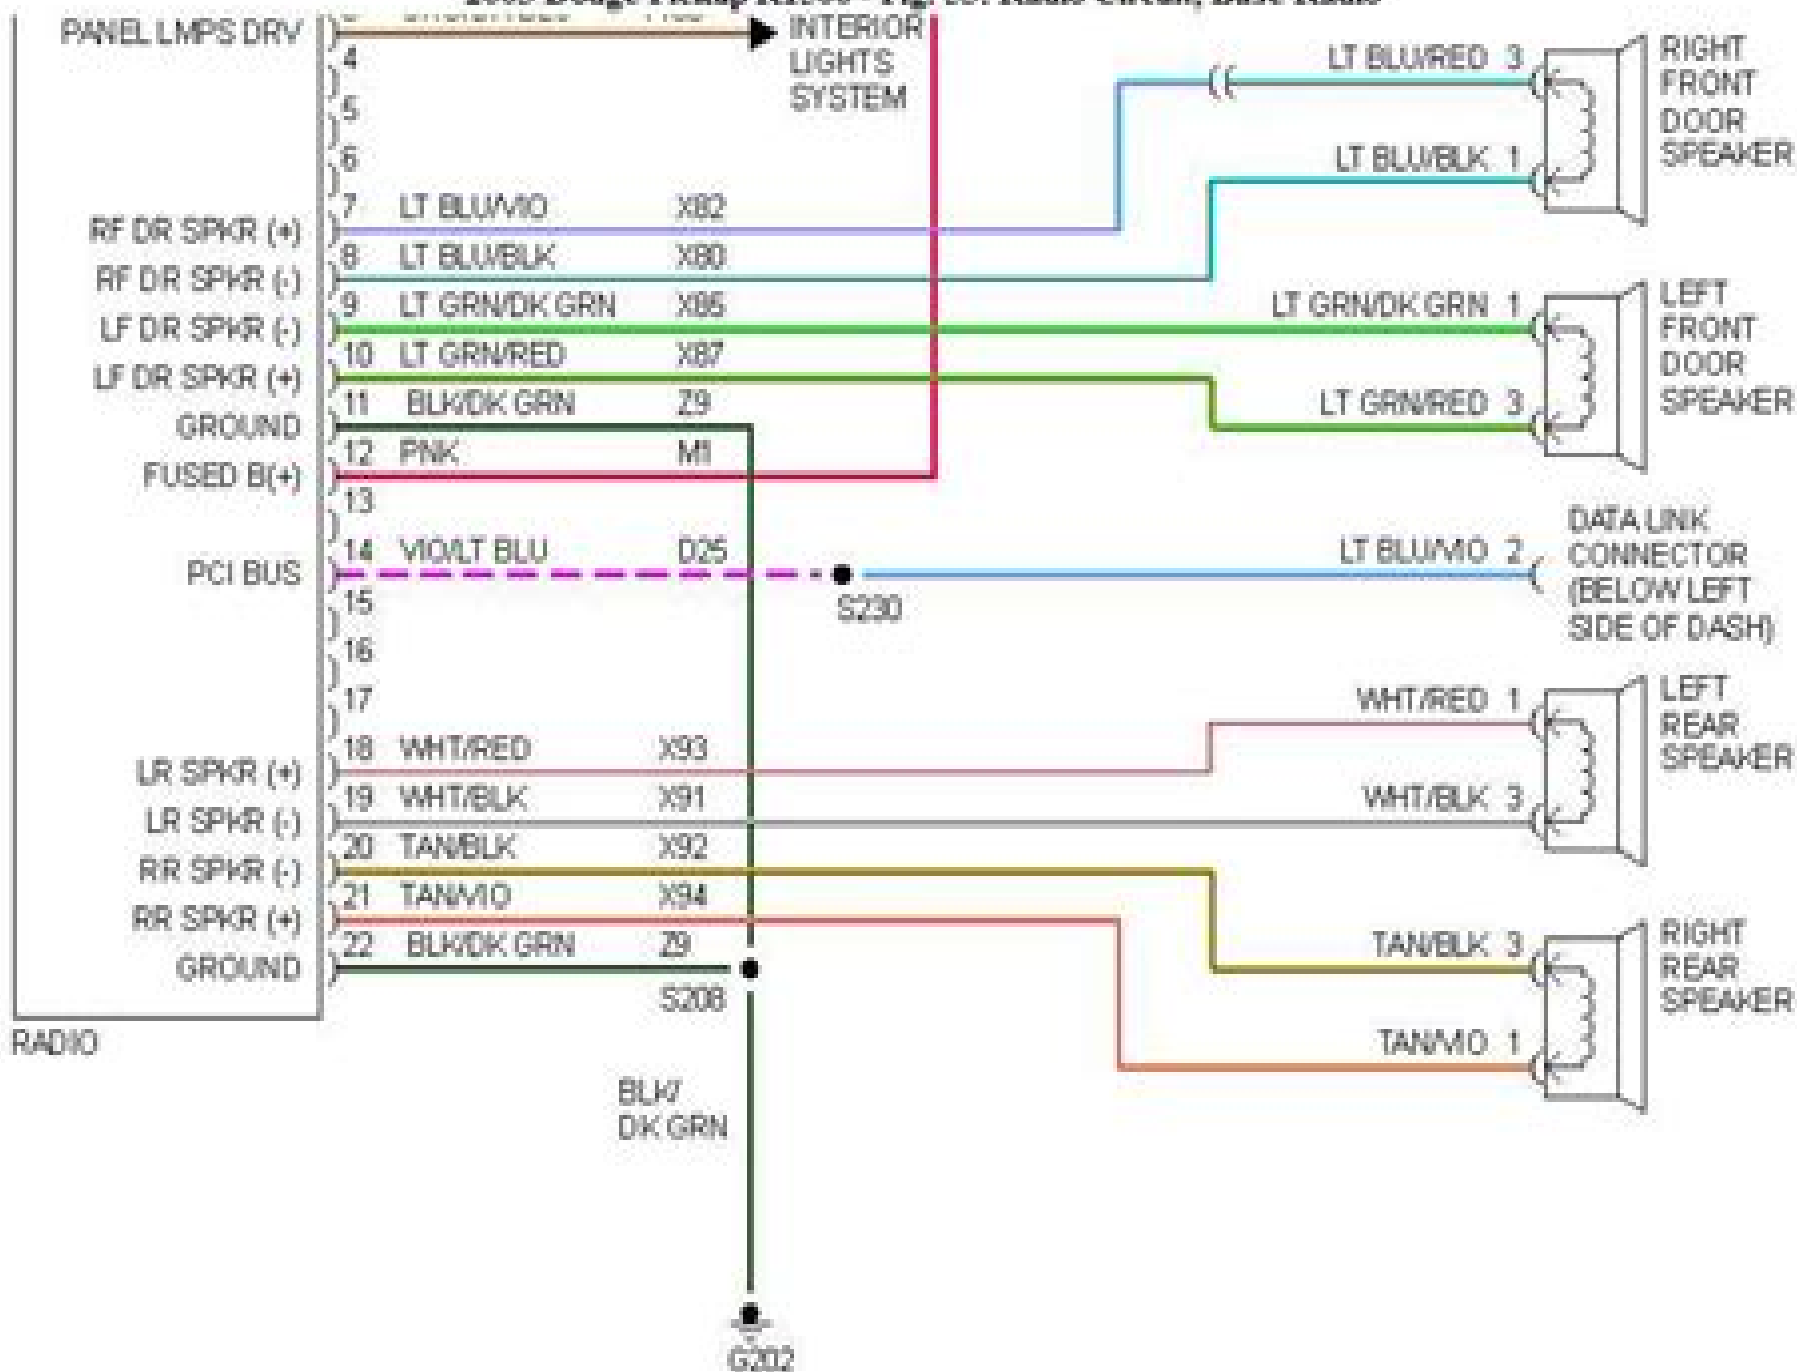 PANEL LMPS DRV
INTERIOR
LIGHTS
SYSTEM
4
5
6
7 LT BLU/VIO X82
RF DR SPKR (+)
8 LT BLU/BLK X80
RF DR SPKR (-)
9 LT GRN/DK GRN X85
LF DR SPKR (-)
10 LT GRN/RED X87
LF DR SPKR (+)
11 BLK/DK GRN Z9
GROUND
12 PNK M1
FUSED B(+)
13
14 VIO/LT BLU D25
PCI BUS
S230
15
16
17
18 WHT/RED X93
LR SPKR (+)
19 WHT/BLK X91
LR SPKR (-)
20 TAN/BLK X92
RR SPKR (-)
21 TAN/VIO X94
RR SPKR (+)
22 BLK/DK GRN Z9
GROUND
S208
RADIO
BLK/
DK GRN
G202
LT BLU/RED 3
LT BLU/BLK 1
RIGHT
FRONT
DOOR
SPEAKER
LT GRN/DK GRN 1
LT GRN/RED 3
LEFT
FRONT
DOOR
SPEAKER
LT BLU/VIO 2
DATA LINK
CONNECTOR
(BELOW LEFT
SIDE OF DASH)
WHT/RED 1
WHT/BLK 3
LEFT
REAR
SPEAKER
TAN/BLK 3
TAN/VIO 1
RIGHT
REAR
SPEAKER